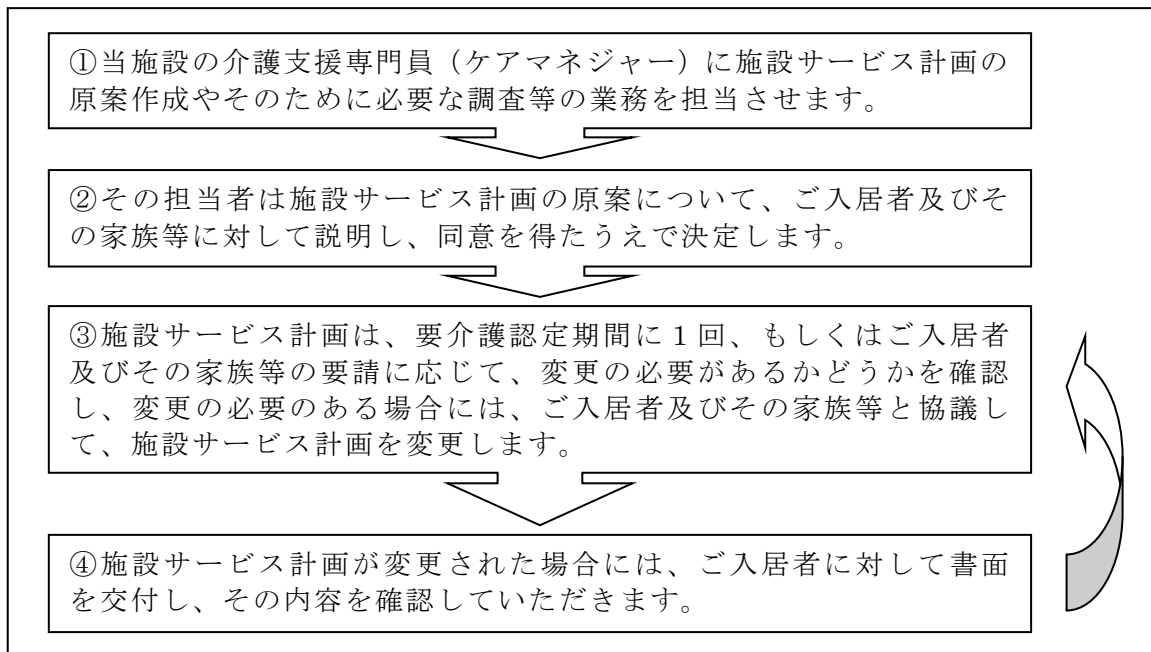 ①当施設の介護支援専門員（ケアマネジャー）に施設サービス計画の
原案作成やそのために必要な調査等の業務を担当させます。
②その担当者は施設サービス計画の原案について、ご入居者及びそ
の家族等に対して説明し、同意を得たうえで決定します。
③施設サービス計画は、要介護認定期間に１回、もしくはご入居者
及びその家族等の要請に応じて、変更の必要があるかどうかを確認
し、変更の必要のある場合には、ご入居者及びその家族等と協議し
て、施設サービス計画を変更します。
④施設サービス計画が変更された場合には、ご入居者に対して書面
を交付し、その内容を確認していただきます。